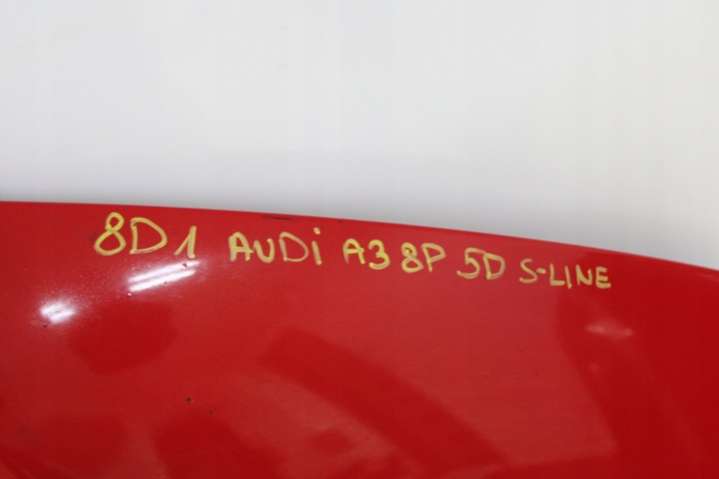 8D1 AUDi A3 8P 5D S-LINE